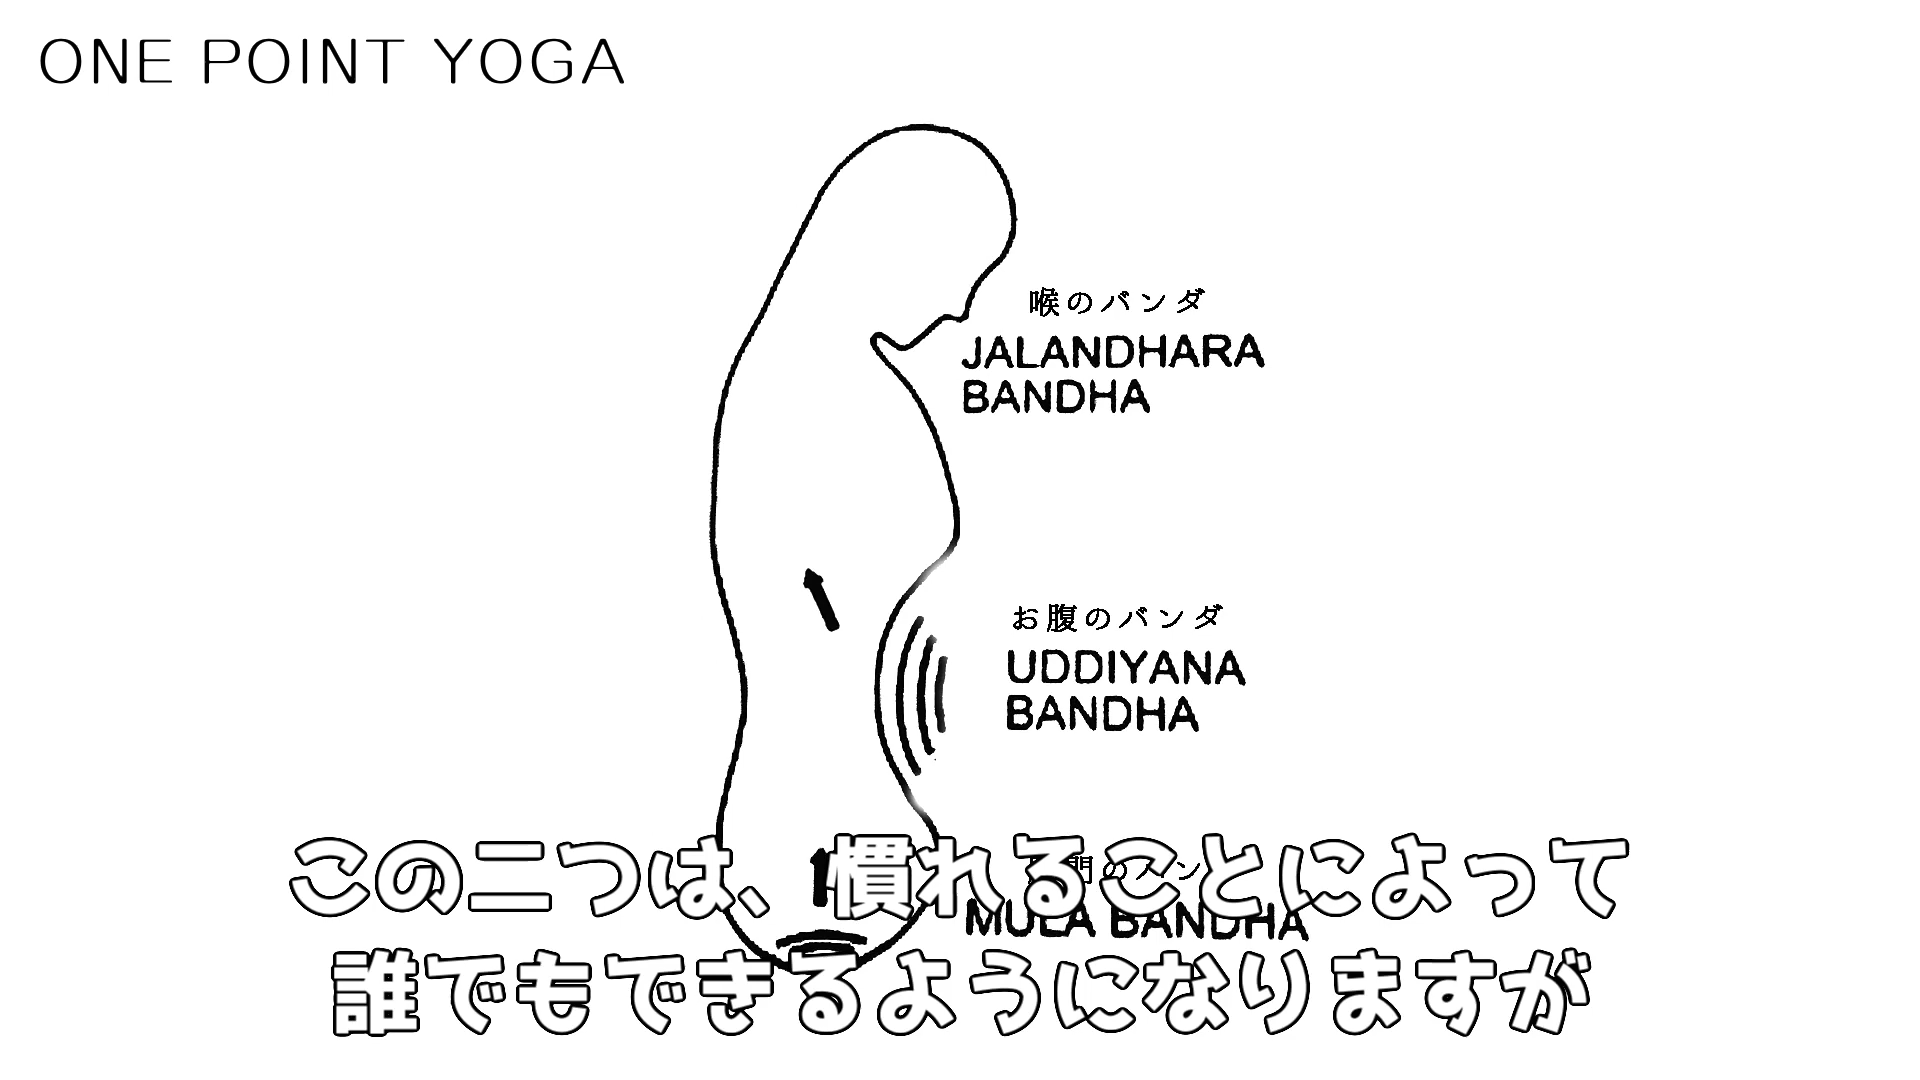 ONE POINT YOGA
喉のバンダ
JALANDHARA
BANDHA
お腹のバンダ
UDDIYANA
BANDHA
MULA BANDHA
この二つは、慣れることによって
誰でもできるようになりますが